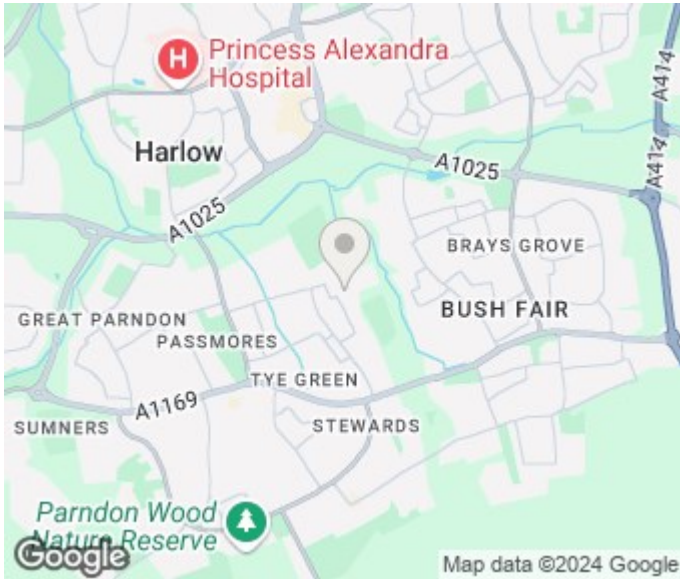 H
Princess Alexandra
Hospital
A414
Harlow
A1025
A414
A1025
BRAYS GROVE
GREAT PARNDON
BUSH FAIR
PASSMORES
TYE GREEN
A1169
SUMNERS
STEWARDS
Parndon Wood
Nature Reserve
Google
Map data ©2024 Google